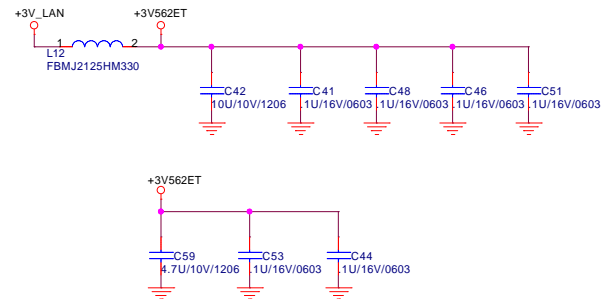 +3V_LAN +3V562ET
1 2
L12
FBMJ2125HM330
C42 C41 C48 C46 C51
10U/10V/1206 .1U/16V/0603 .1U/16V/0603 .1U/16V/0603 .1U/16V/0603
+3V562ET
C59 C53 C44
4.7U/10V/1206 .1U/16V/0603 .1U/16V/0603